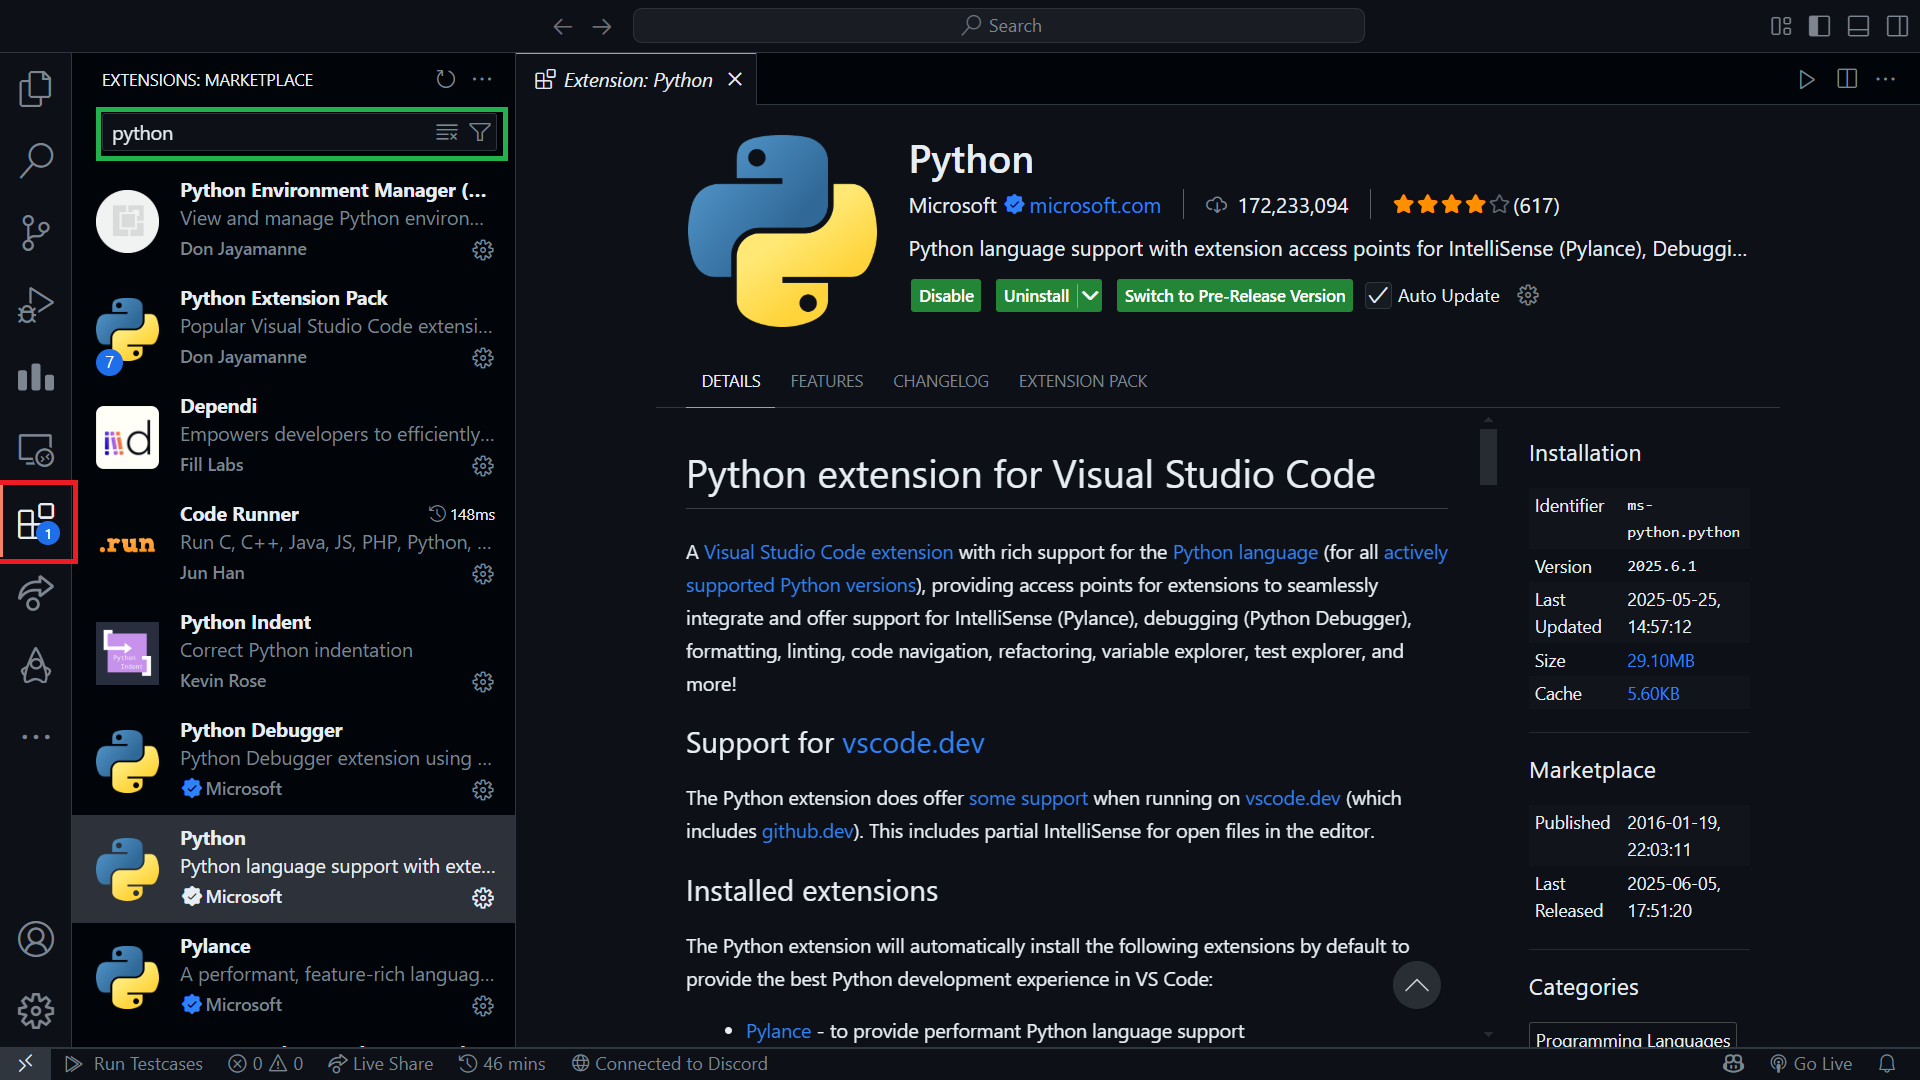 Search
EXTENSIONS: MARKETPLACE
python
Python Environment Manager (...
View and manage Python environ...
Don Jayamanne
Python Extension Pack
Popular Visual Studio Code extensi...
Don Jayamanne
7
Dependi
Empowers developers to efficiently...
Fill Labs
d
Code Runner
148ms
.run
Run C, C++, Java, JS, PHP, Python, ...
Jun Han
1
Python Indent
Correct Python indentation
Kevin Rose
Python
Indent
Python Debugger
Python Debugger extension using ...
Microsoft
Python
Python language support with exte...
Microsoft
Pylance
A performant, feature-rich languag...
Microsoft
Extension: Python
Python
Microsoft microsoft.com 172,233,094 (617)
Python language support with extension access points for IntelliSense (Pylance), Debuggi...
Disable Uninstall Switch to Pre-Release Version Auto Update
DETAILS FEATURES CHANGELOG EXTENSION PACK
Python extension for Visual Studio Code
A Visual Studio Code extension with rich support for the Python language (for all actively
supported Python versions), providing access points for extensions to seamlessly
integrate and offer support for IntelliSense (Pylance), debugging (Python Debugger),
formatting, linting, code navigation, refactoring, variable explorer, test explorer, and
more!
Support for vscode.dev
The Python extension does offer some support when running on vscode.dev (which
includes github.dev). This includes partial IntelliSense for open files in the editor.
Installed extensions
The Python extension will automatically install the following extensions by default to
provide the best Python development experience in VS Code:
• Pylance - to provide performant Python language support
Installation
Identifier ms-
python.python
Version 2025.6.1
Last 2025-05-25,
Updated 14:57:12
Size 29.10MB
Cache 5.60KB
Marketplace
Published 2016-01-19,
22:03:11
Last 2025-06-05,
Released 17:51:20
Categories
Programming Languages
Run Testcases 0 0 Live Share 46 mins Connected to Discord Go Live